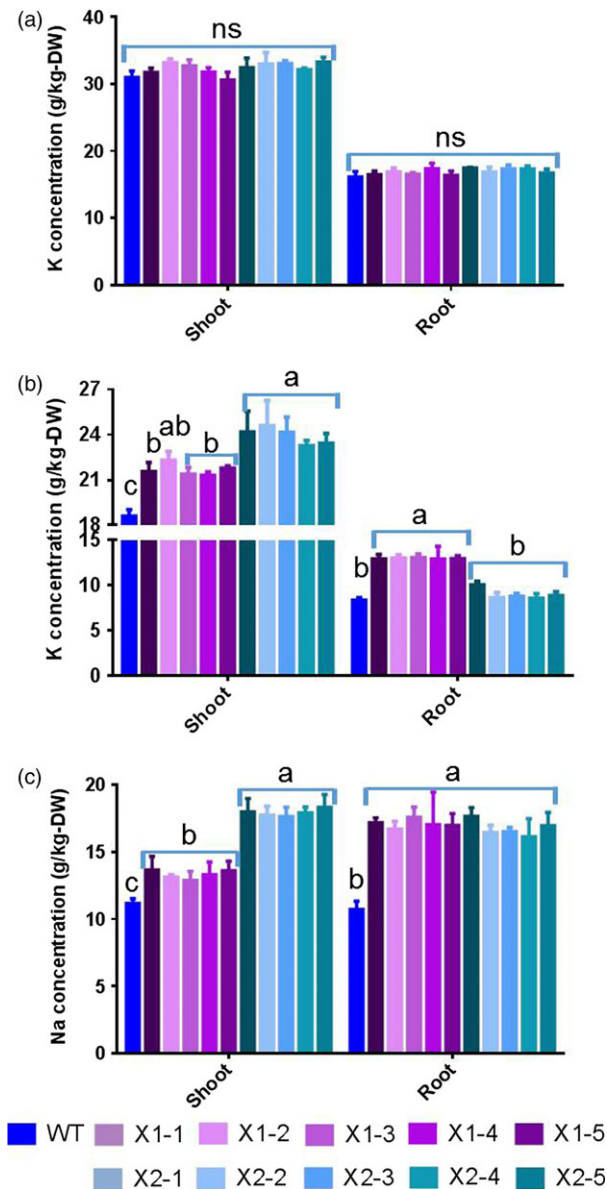 (a)
K concentration (g/kg-DW)
40
30
20
10
0
ns
ns
Shoot
Root
(b)
K concentration (g/kg-DW)
27
24
21
18
15
10
5
0
c
b
ab
b
a
b
a
b
Shoot
Root
(c)
Na concentration (g/kg-DW)
20
15
10
5
0
c
b
a
b
a
Shoot
Root
WT X1-1 X1-2 X1-3 X1-4 X1-5
X2-1 X2-2 X2-3 X2-4 X2-5